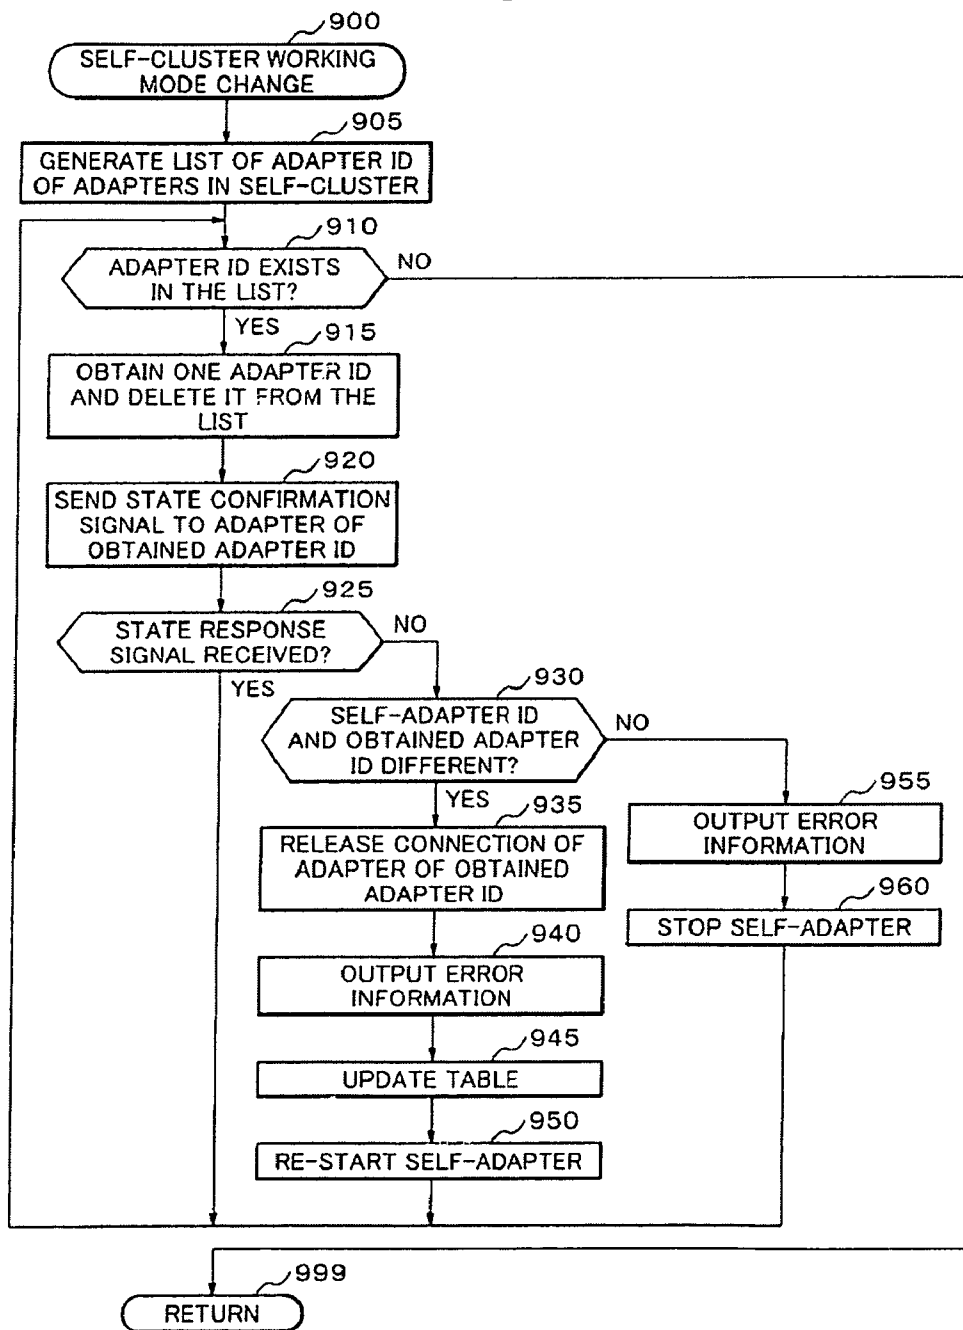 900
SELF-CLUSTER WORKING
MODE CHANGE
905
GENERATE LIST OF ADAPTER ID
OF ADAPTERS IN SELF-CLUSTER
910
ADAPTER ID EXISTS
IN THE LIST?
NO
YES
915
OBTAIN ONE ADAPTER ID
AND DELETE IT FROM THE
LIST
920
SEND STATE CONFIRMATION
SIGNAL TO ADAPTER OF
OBTAINED ADAPTER ID
925
STATE RESPONSE
SIGNAL RECEIVED?
NO
YES
930
SELF-ADAPTER ID
AND OBTAINED ADAPTER
ID DIFFERENT?
NO
YES
935
RELEASE CONNECTION OF
ADAPTER OF OBTAINED
ADAPTER ID
955
OUTPUT ERROR
INFORMATION
960
STOP SELF-ADAPTER
940
OUTPUT ERROR
INFORMATION
945
UPDATE TABLE
950
RE-START SELF-ADAPTER
999
RETURN